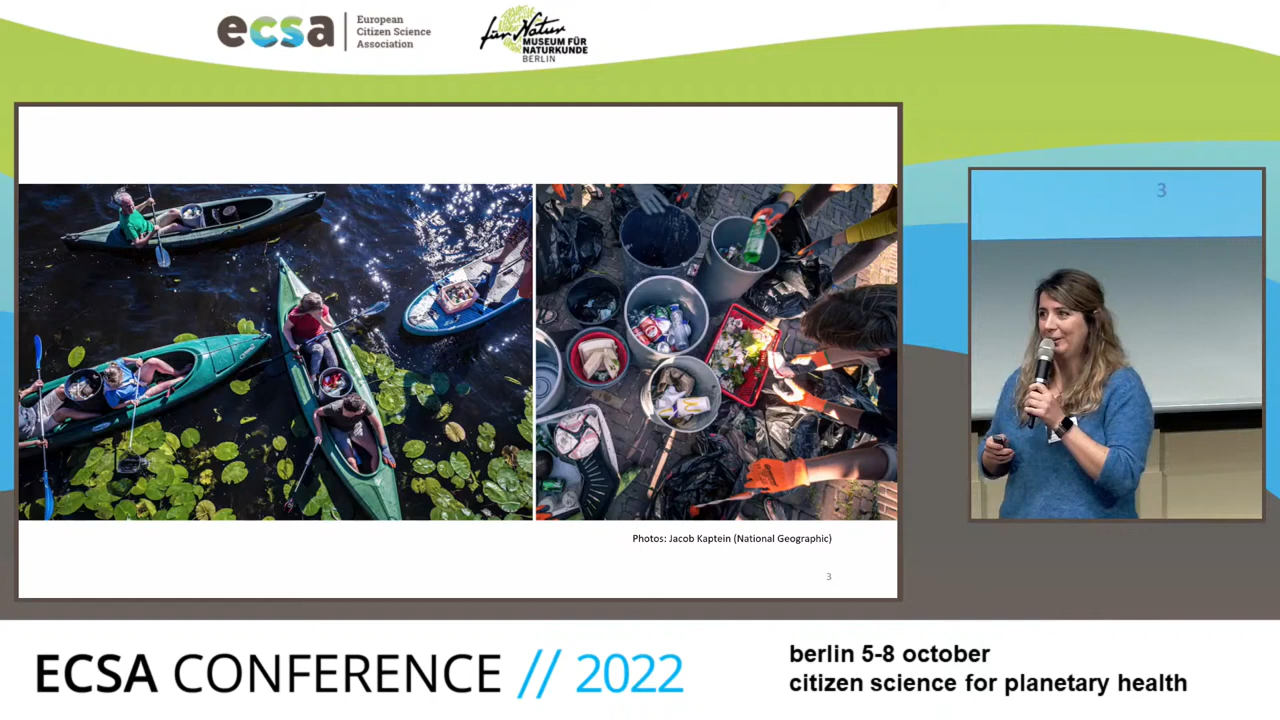 ecsa
European
Citizen Science
Association
für Natur
MUSEUM FÜR
NATURKUNDE
BERLIN
3
Photos: Jacob Kaptein (National Geographic)
3
ECSA CONFERENCE // 2022
berlin 5-8 october
citizen science for planetary health